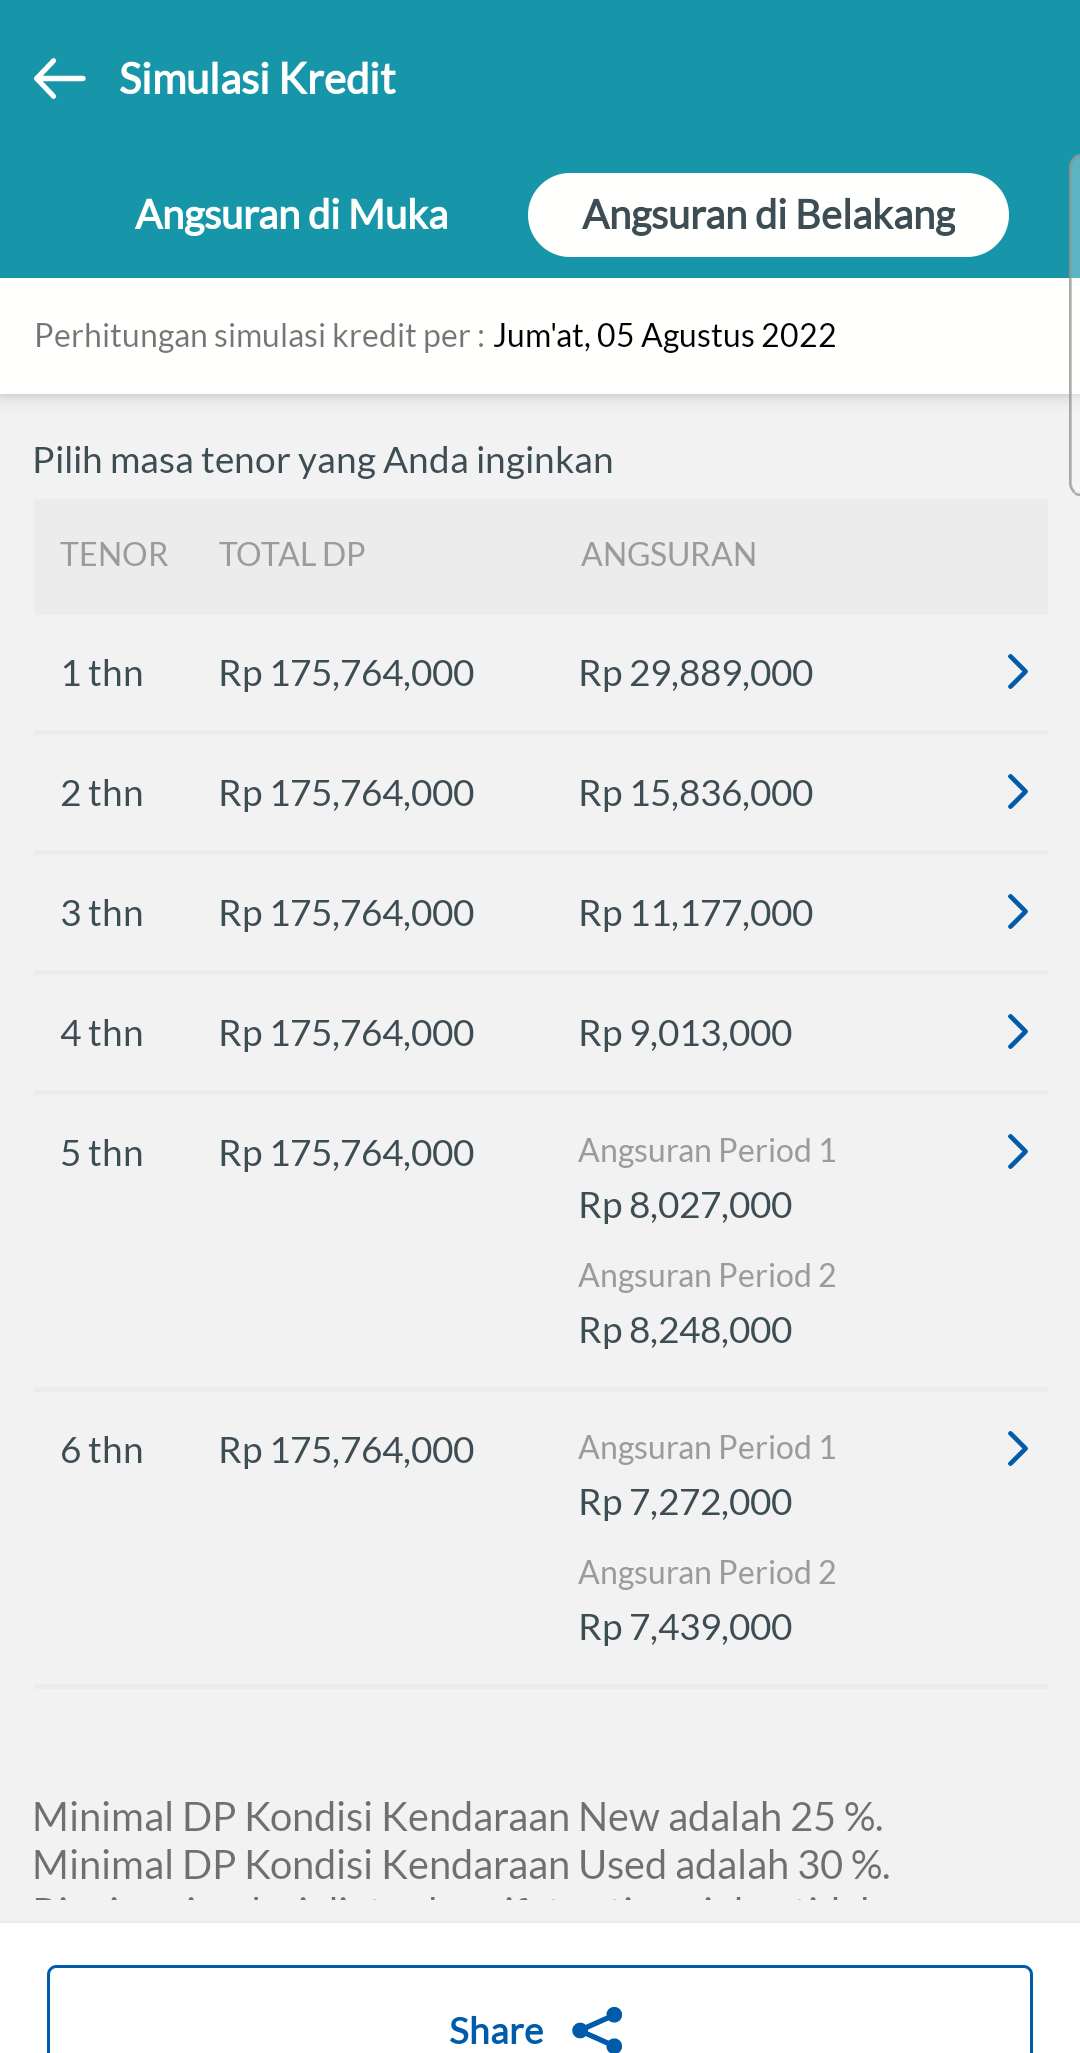 Simulasi Kredit
Angsuran di Muka Angsuran di Belakang
Perhitungan simulasi kredit per : Jum'at, 05 Agustus 2022
Pilih masa tenor yang Anda inginkan
TENOR TOTAL DP ANGSURAN
1 thn Rp 175,764,000 Rp 29,889,000
2 thn Rp 175,764,000 Rp 15,836,000
3 thn Rp 175,764,000 Rp 11,177,000
4 thn Rp 175,764,000 Rp 9,013,000
5 thn Rp 175,764,000 Angsuran Period 1
Rp 8,027,000
Angsuran Period 2
Rp 8,248,000
6 thn Rp 175,764,000 Angsuran Period 1
Rp 7,272,000
Angsuran Period 2
Rp 7,439,000
Minimal DP Kondisi Kendaraan New adalah 25 %.
Minimal DP Kondisi Kendaraan Used adalah 30 %.
Share